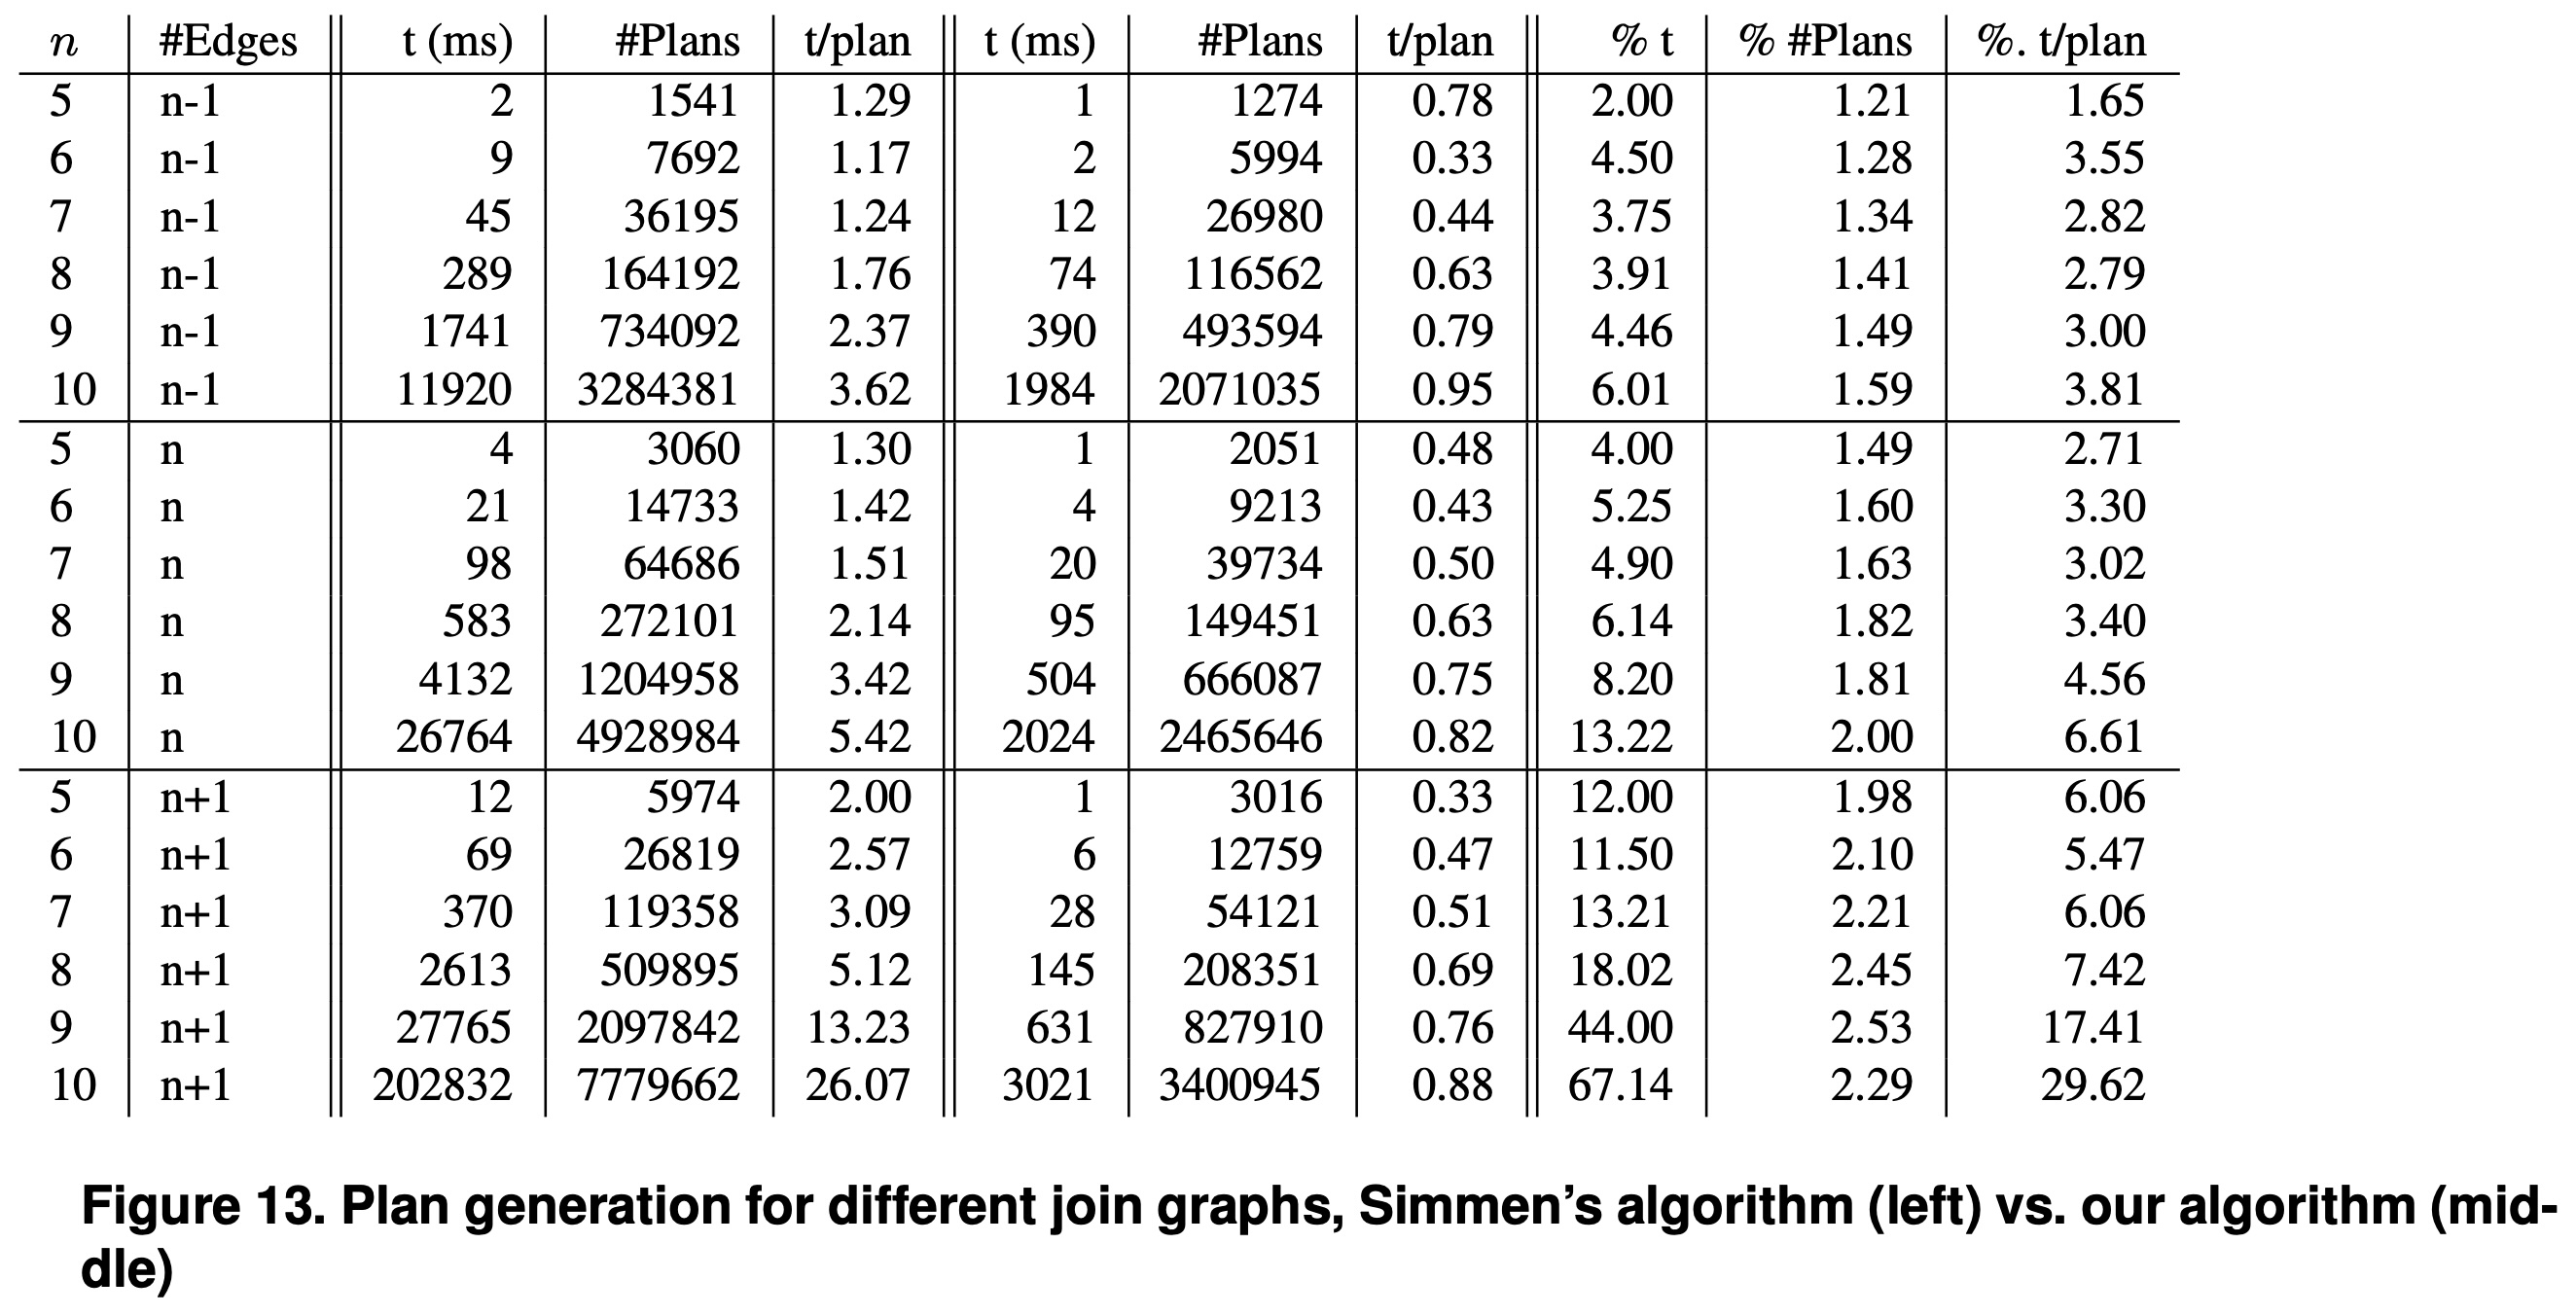 n #Edges t (ms) #Plans t/plan t (ms) #Plans t/plan % t % #Plans %. t/plan
5 n-1 2 1541 1.29 1 1274 0.78 2.00 1.21 1.65
6 n-1 9 7692 1.17 2 5994 0.33 4.50 1.28 3.55
7 n-1 45 36195 1.24 12 26980 0.44 3.75 1.34 2.82
8 n-1 289 164192 1.76 74 116562 0.63 3.91 1.41 2.79
9 n-1 1741 734092 2.37 390 493594 0.79 4.46 1.49 3.00
10 n-1 11920 3284381 3.62 1984 2071035 0.95 6.01 1.59 3.81
5 n 4 3060 1.30 1 2051 0.48 4.00 1.49 2.71
6 n 21 14733 1.42 4 9213 0.43 5.25 1.60 3.30
7 n 98 64686 1.51 20 39734 0.50 4.90 1.63 3.02
8 n 583 272101 2.14 95 149451 0.63 6.14 1.82 3.40
9 n 4132 1204958 3.42 504 666087 0.75 8.20 1.81 4.56
10 n 26764 4928984 5.42 2024 2465646 0.82 13.22 2.00 6.61
5 n+1 12 5974 2.00 1 3016 0.33 12.00 1.98 6.06
6 n+1 69 26819 2.57 6 12759 0.47 11.50 2.10 5.47
7 n+1 370 119358 3.09 28 54121 0.51 13.21 2.21 6.06
8 n+1 2613 509895 5.12 145 208351 0.69 18.02 2.45 7.42
9 n+1 27765 2097842 13.23 631 827910 0.76 44.00 2.53 17.41
10 n+1 202832 7779662 26.07 3021 3400945 0.88 67.14 2.29 29.62
Figure 13. Plan generation for different join graphs, Simmen's algorithm (left) vs. our algorithm (mid-
dle)